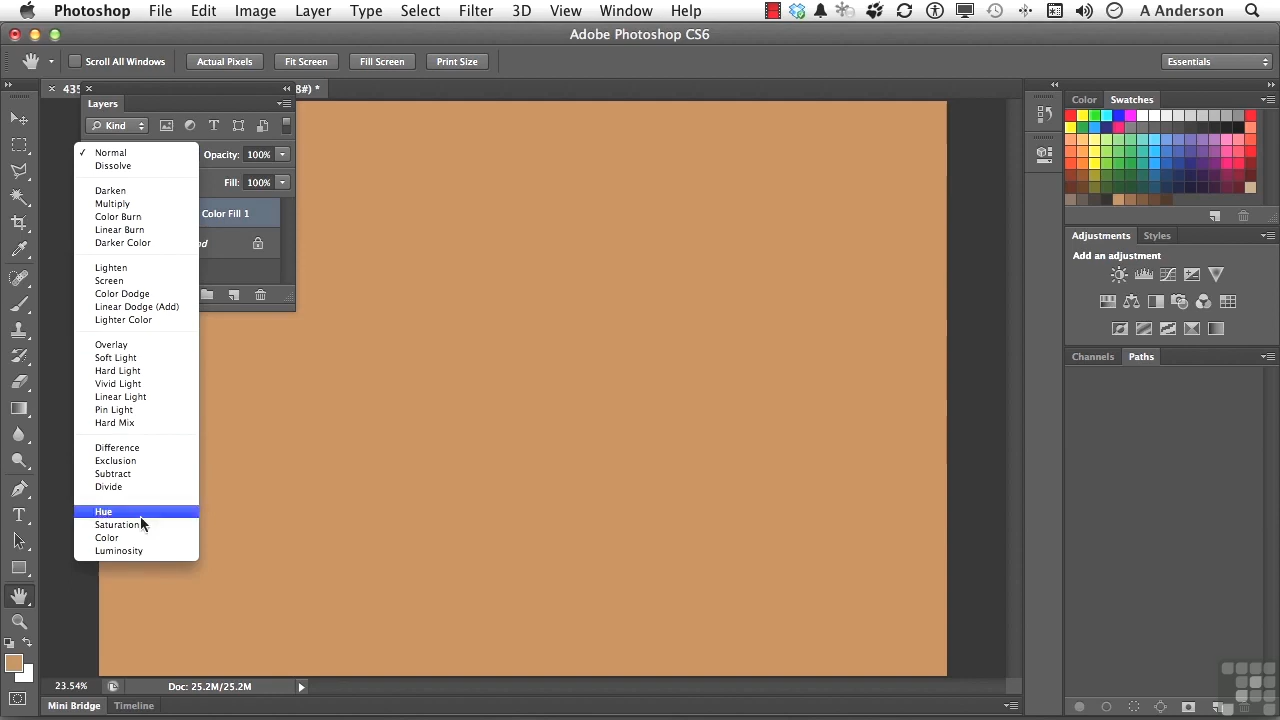 Photoshop File Edit Image Layer Type Select Filter 3D View Window Help A Anderson
Adobe Photoshop CS6
Scroll All Windows Actual Pixels Fit Screen Fill Screen Print Size Essentials
435 8#) *
Layers
Kind
Opacity: 100%
Fill: 100%
Color Fill 1
nd
✓ Normal
Dissolve
Darken
Multiply
Color Burn
Linear Burn
Darker Color
Lighten
Screen
Color Dodge
Linear Dodge (Add)
Lighter Color
Overlay
Soft Light
Hard Light
Vivid Light
Linear Light
Pin Light
Hard Mix
Difference
Exclusion
Subtract
Divide
Hue
Saturation
Color
Luminosity
Color Swatches
Adjustments Styles
Add an adjustment
Channels Paths
23.54% Doc: 25.2M/25.2M
Mini Bridge Timeline